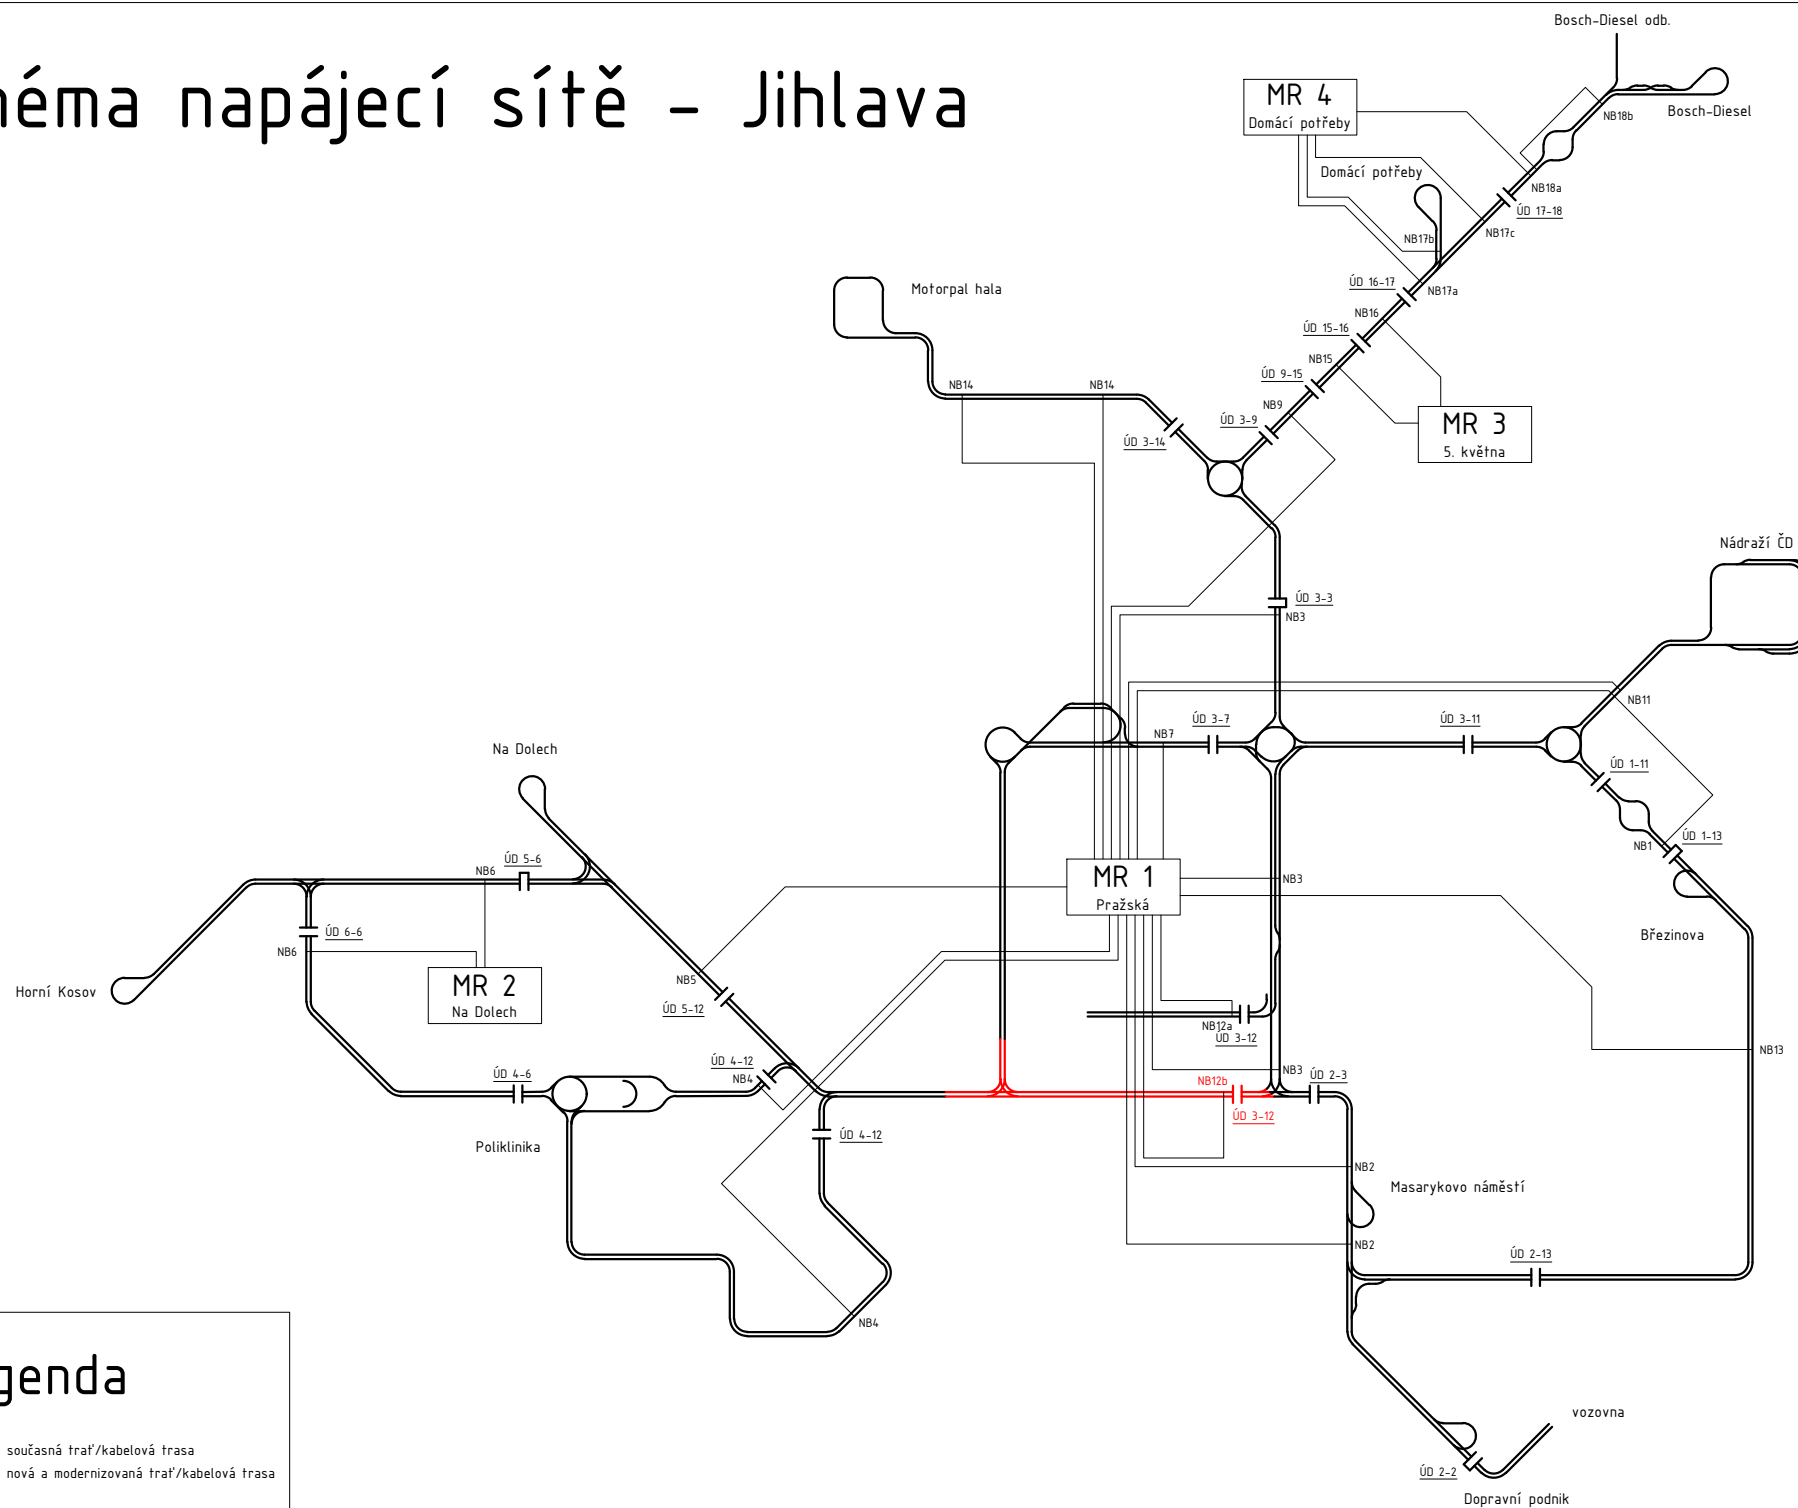 Bosch-Diesel odb.
héma napájecí sítě - Jihlava
MR 4
Domácí potřeby
NB18b
Bosch-Diesel
Domácí potřeby
NB18a
ÚD 17-18
NB17b
NB17c
ÚD 16-17
NB17a
Motorpal hala
NB16
ÚD 15-16
NB15
ÚD 9-15
NB14
NB14
NB9
ÚD 3-9
ÚD 3-14
MR 3
5. května
Nádraží ČD
ÚD 3-3
NB3
NB11
ÚD 3-7
ÚD 3-11
NB7
Na Dolech
ÚD 1-11
ÚD 1-13
NB1
ÚD 5-6
NB6
MR 1
Pražská
NB3
Březinova
ÚD 6-6
NB6
MR 2
Na Dolech
NB5
ÚD 5-12
Horní Kosov
NB12a
ÚD 3-12
NB13
ÚD 4-12
NB4
ÚD 4-6
NB3
ÚD 2-3
NB12b
ÚD 3-12
ÚD 4-12
Poliklinika
NB2
Masarykovo náměstí
NB2
ÚD 2-13
NB4
genda
současná trať/kabelová trasa
nová a modernizovaná trať/kabelová trasa
vozovna
ÚD 2-2
Dopravní podnik